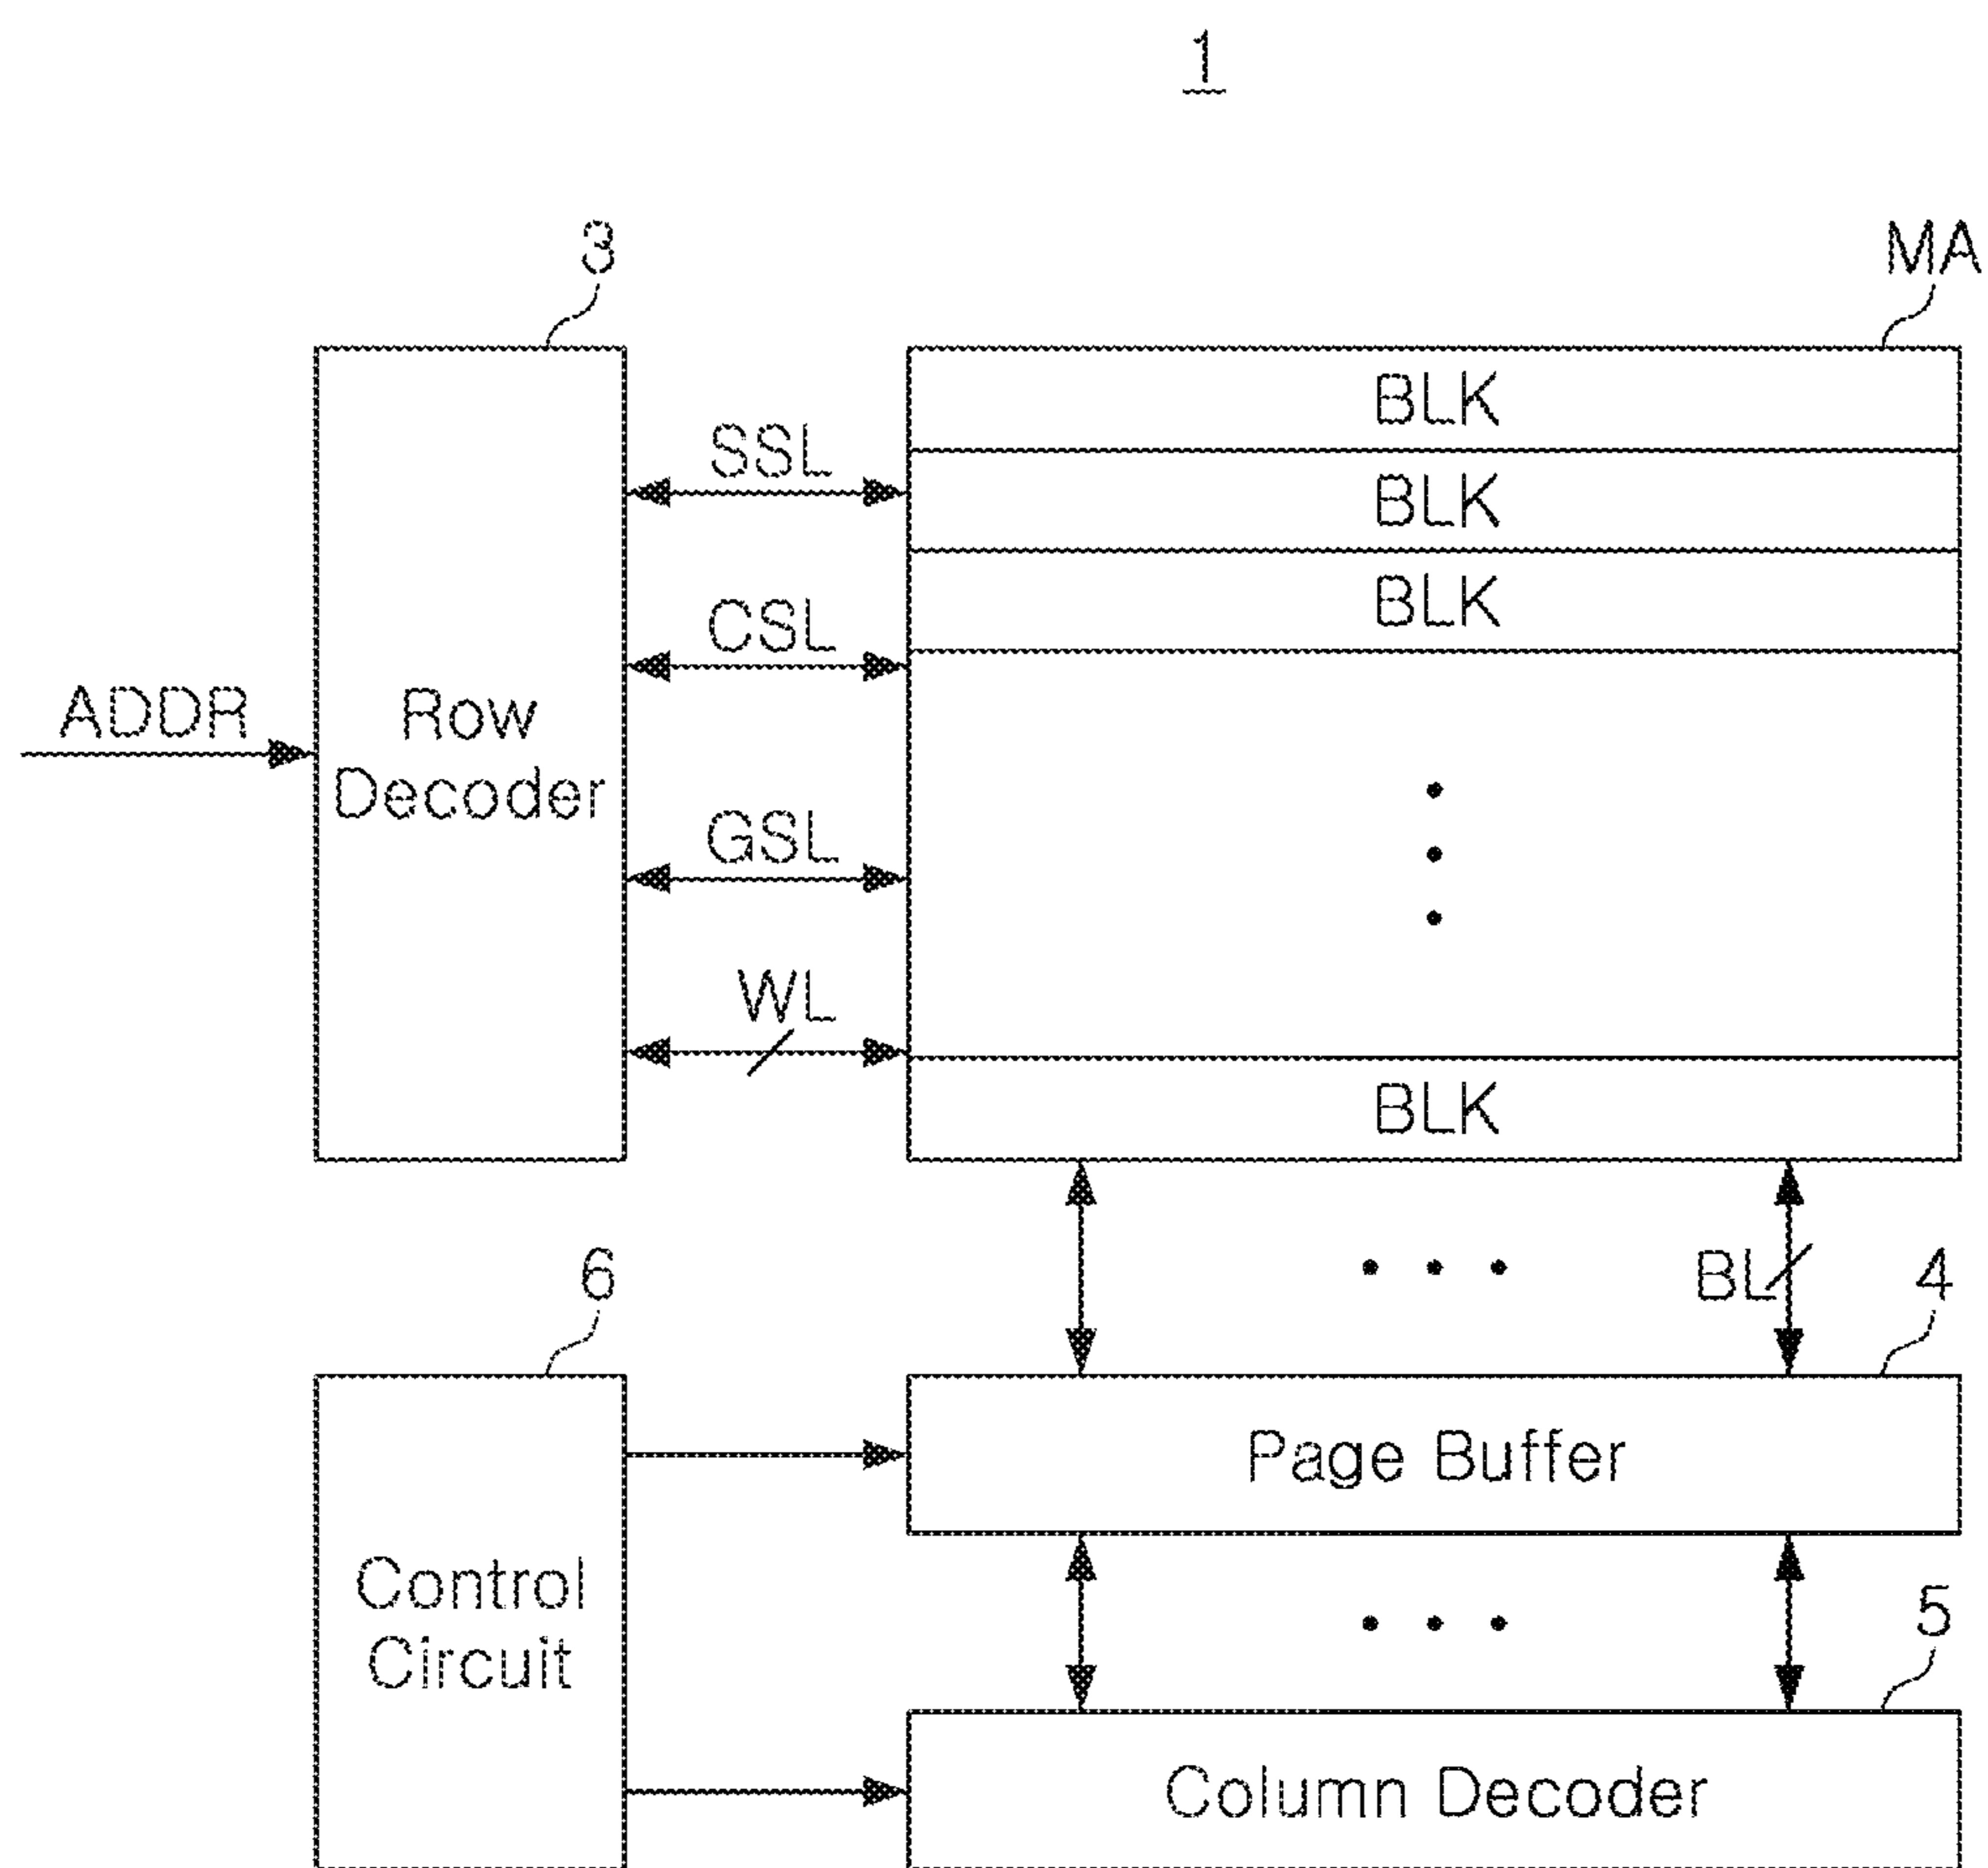 1
3
MA
BLK
SSL
BLK
CSL
BLK
ADDR
Row
Decoder
GSL
WL
BLK
6
BL
4
Page Buffer
Control
Circuit
5
Column Decoder